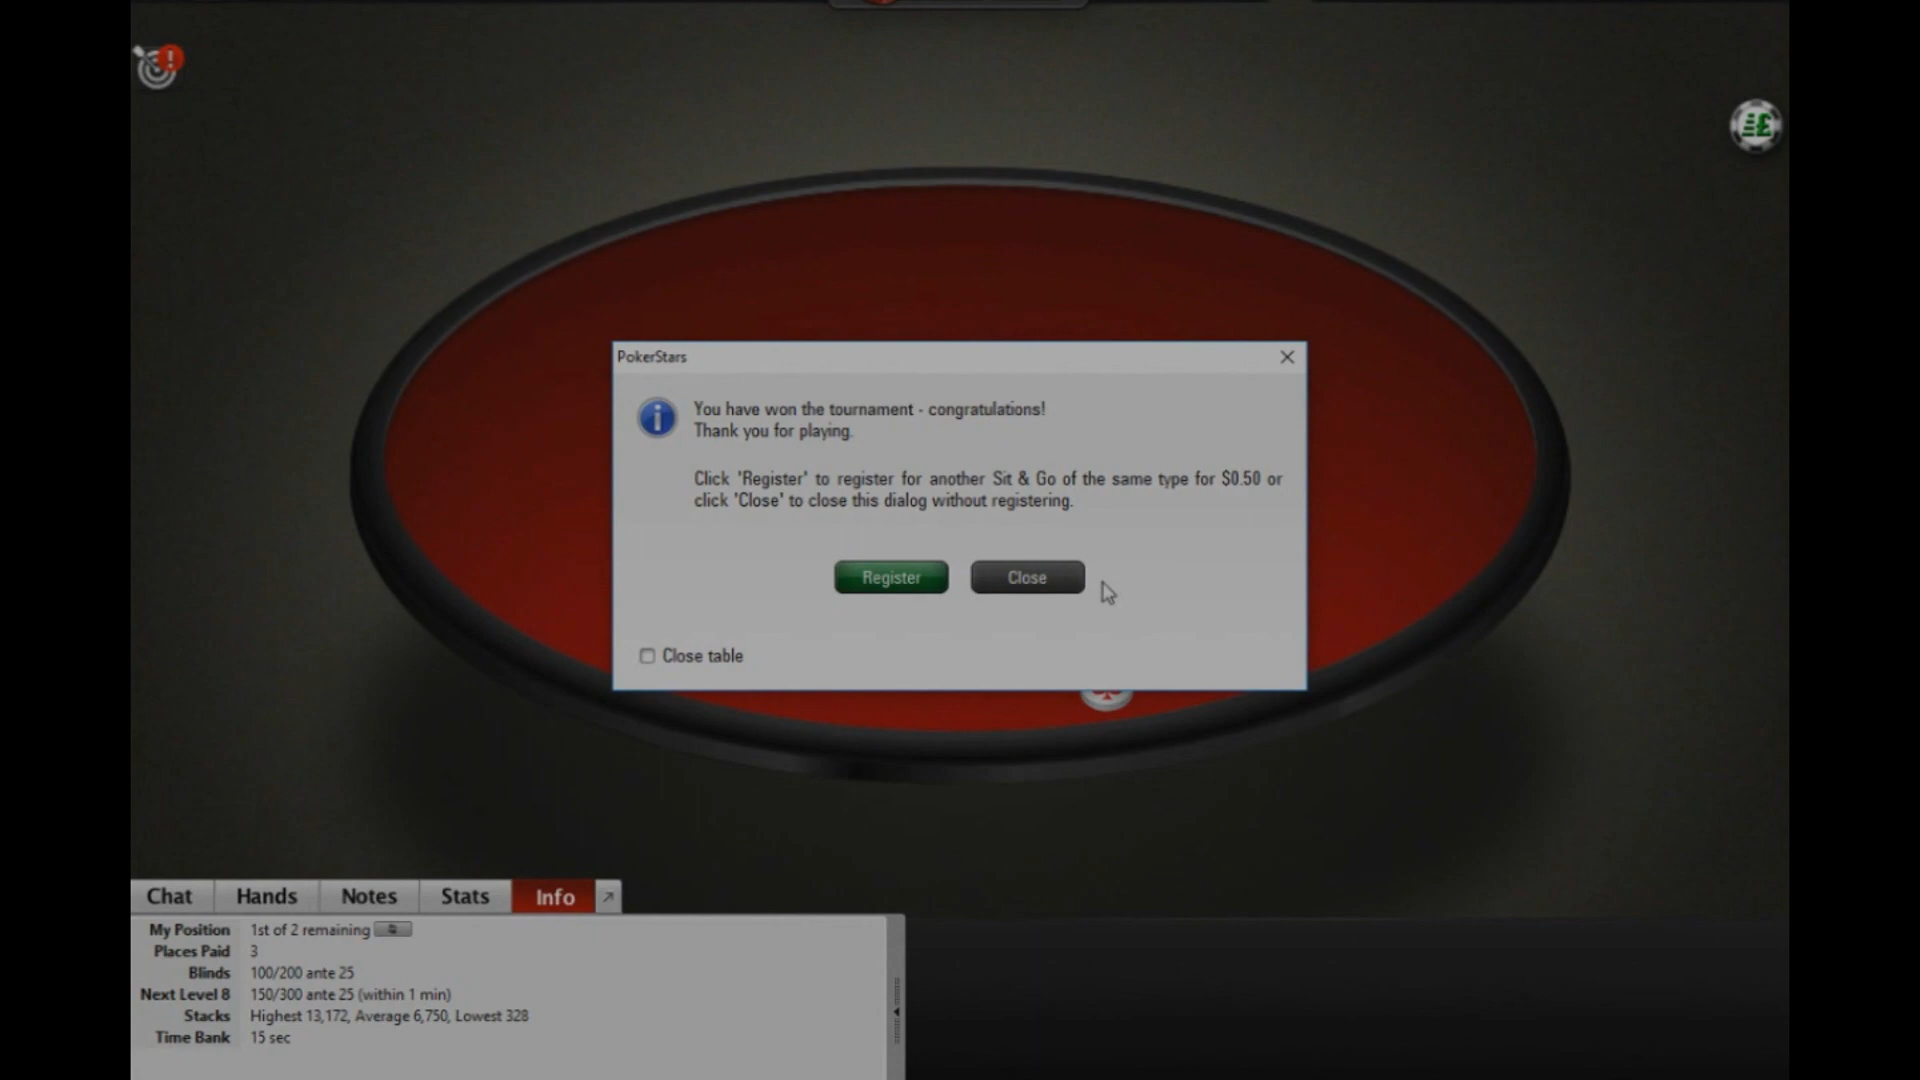 PokerStars
You have won the tournament - congratulations!
Thank you for playing.
Click 'Register' to register for another Sit & Go of the same type for $0.50 or
click 'Close' to close this dialog without registering.
Register
Close
Close table
Chat
Hands
Notes
Stats
Info
My Position 1st of 2 remaining
Places Paid 3
Blinds 100/200 ante 25
Next Level 8 150/300 ante 25 (within 1 min)
Stacks Highest 13,172, Average 6,750, Lowest 328
Time Bank 15 sec